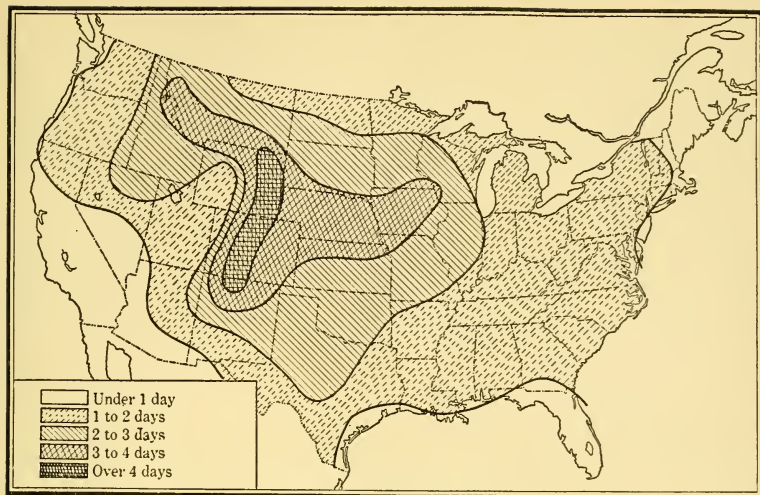 Under 1 day
1 to 2 days
2 to 3 days
3 to 4 days
Over 4 days